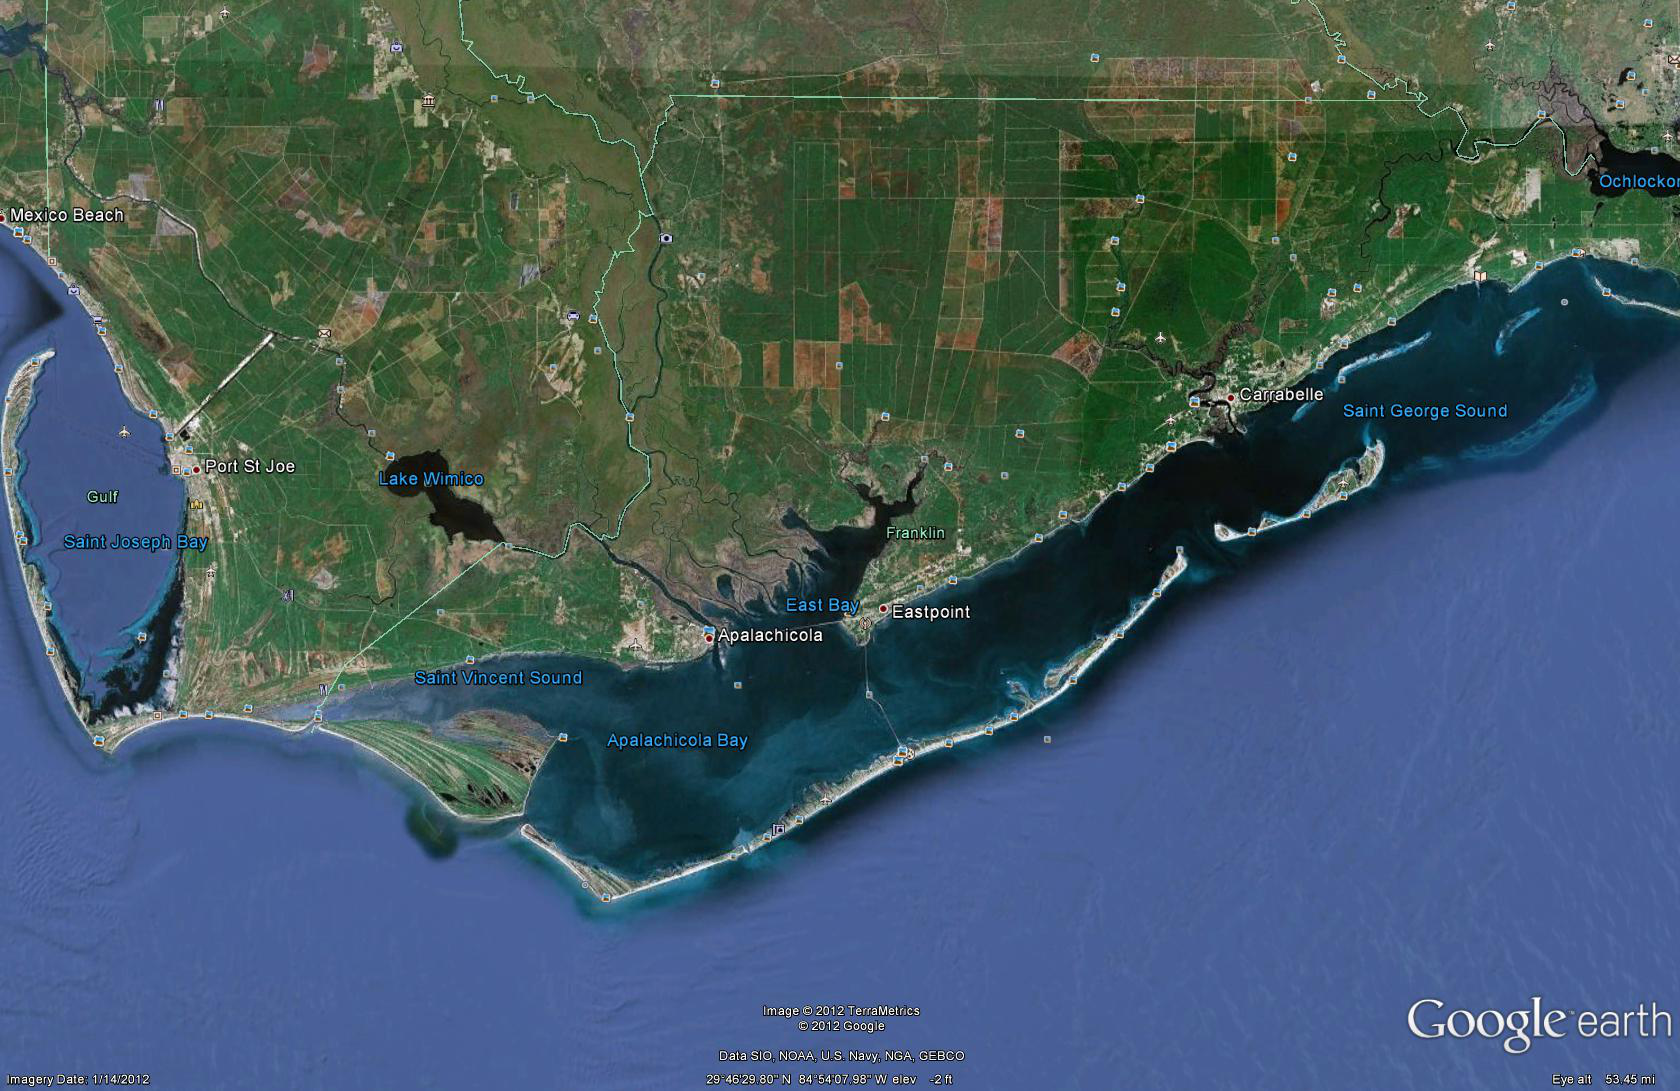 Ochlockon
Mexico Beach
Carrabelle
Saint George Sound
Port St Joe
Lake Wimico
Gulf
Franklin
Saint Joseph Bay
East Bay
Eastpoint
Apalachicola
Saint Vincent Sound
Apalachicola Bay
Image © 2012 TerraMetrics
© 2012 Google
Google earth
Data SIO, NOAA, U.S. Navy, NGA, GEBCO
Imagery Date: 1/14/2012
29°46'29.80" N 84°54'07.98" W elev -2 ft
Eye alt 53.45 mi